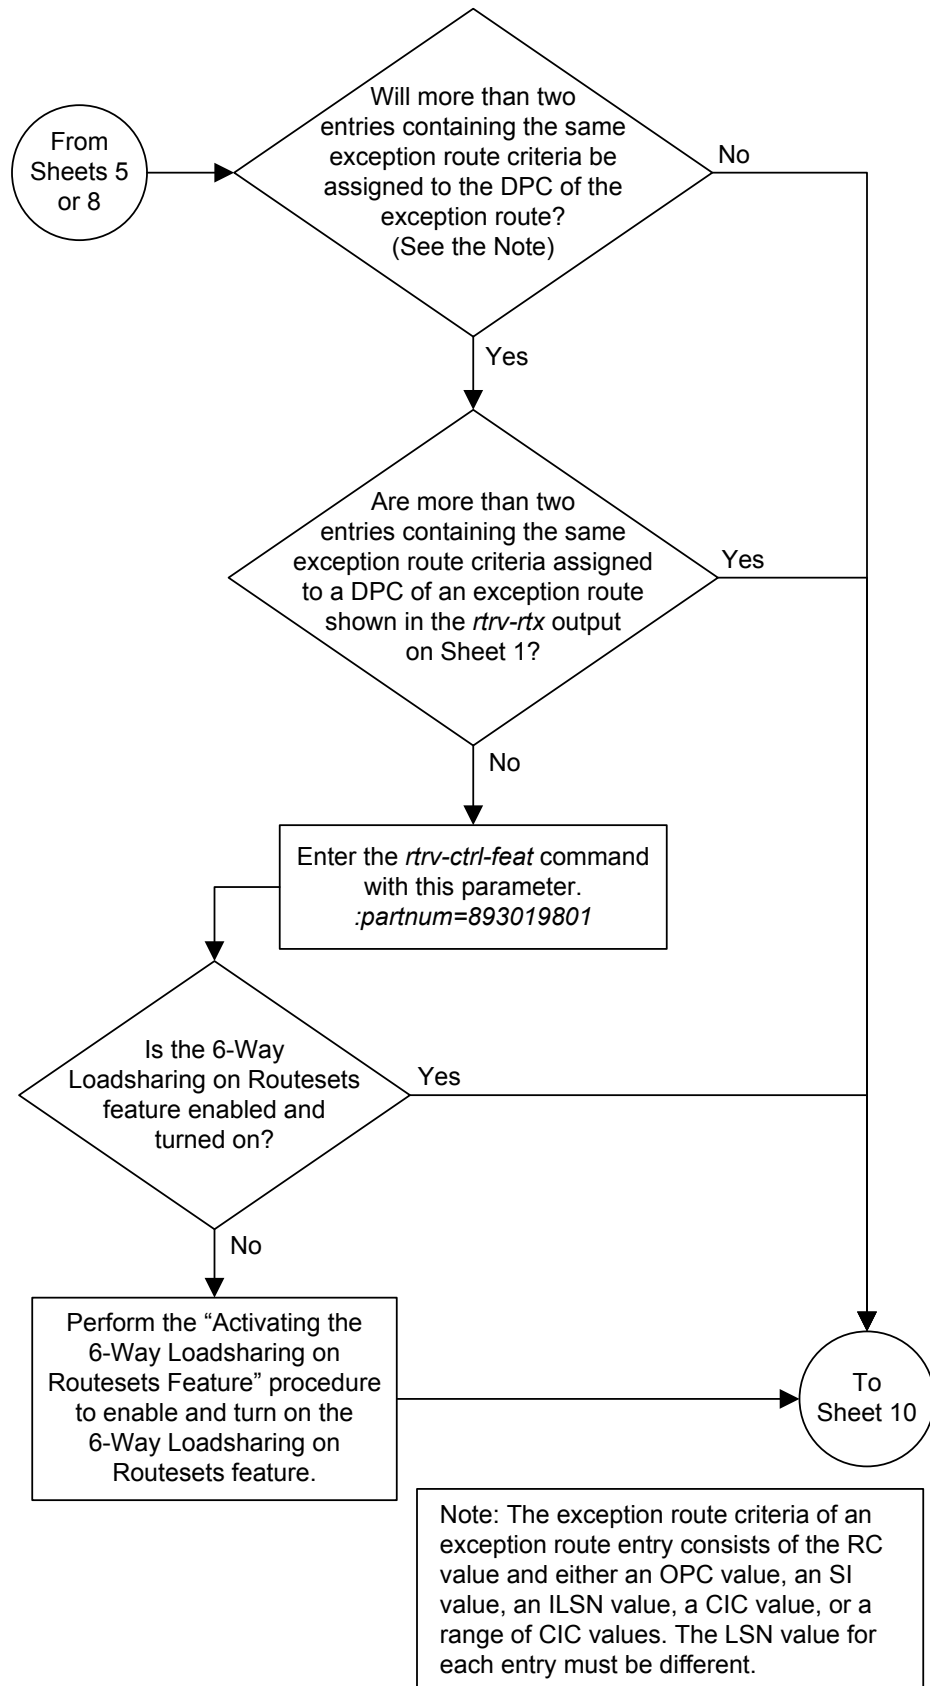 From
Sheets 5
or 8
Will more than two
entries containing the same
exception route criteria be
assigned to the DPC of the
exception route?
(See the Note)
No
Yes
Are more than two
entries containing the same
exception route criteria assigned
to a DPC of an exception route
shown in the rtrv-rtx output
on Sheet 1?
Yes
No
Enter the rtrv-ctrl-feat command
with this parameter.
:partnum=893019801
Is the 6-Way
Loadsharing on Routesets
feature enabled and
turned on?
Yes
No
Perform the “Activating the
6-Way Loadsharing on
Routesets Feature” procedure
to enable and turn on the
6-Way Loadsharing on
Routesets feature.
To
Sheet 10
Note: The exception route criteria of an
exception route entry consists of the RC
value and either an OPC value, an SI
value, an ILSN value, a CIC value, or a
range of CIC values. The LSN value for
each entry must be different.